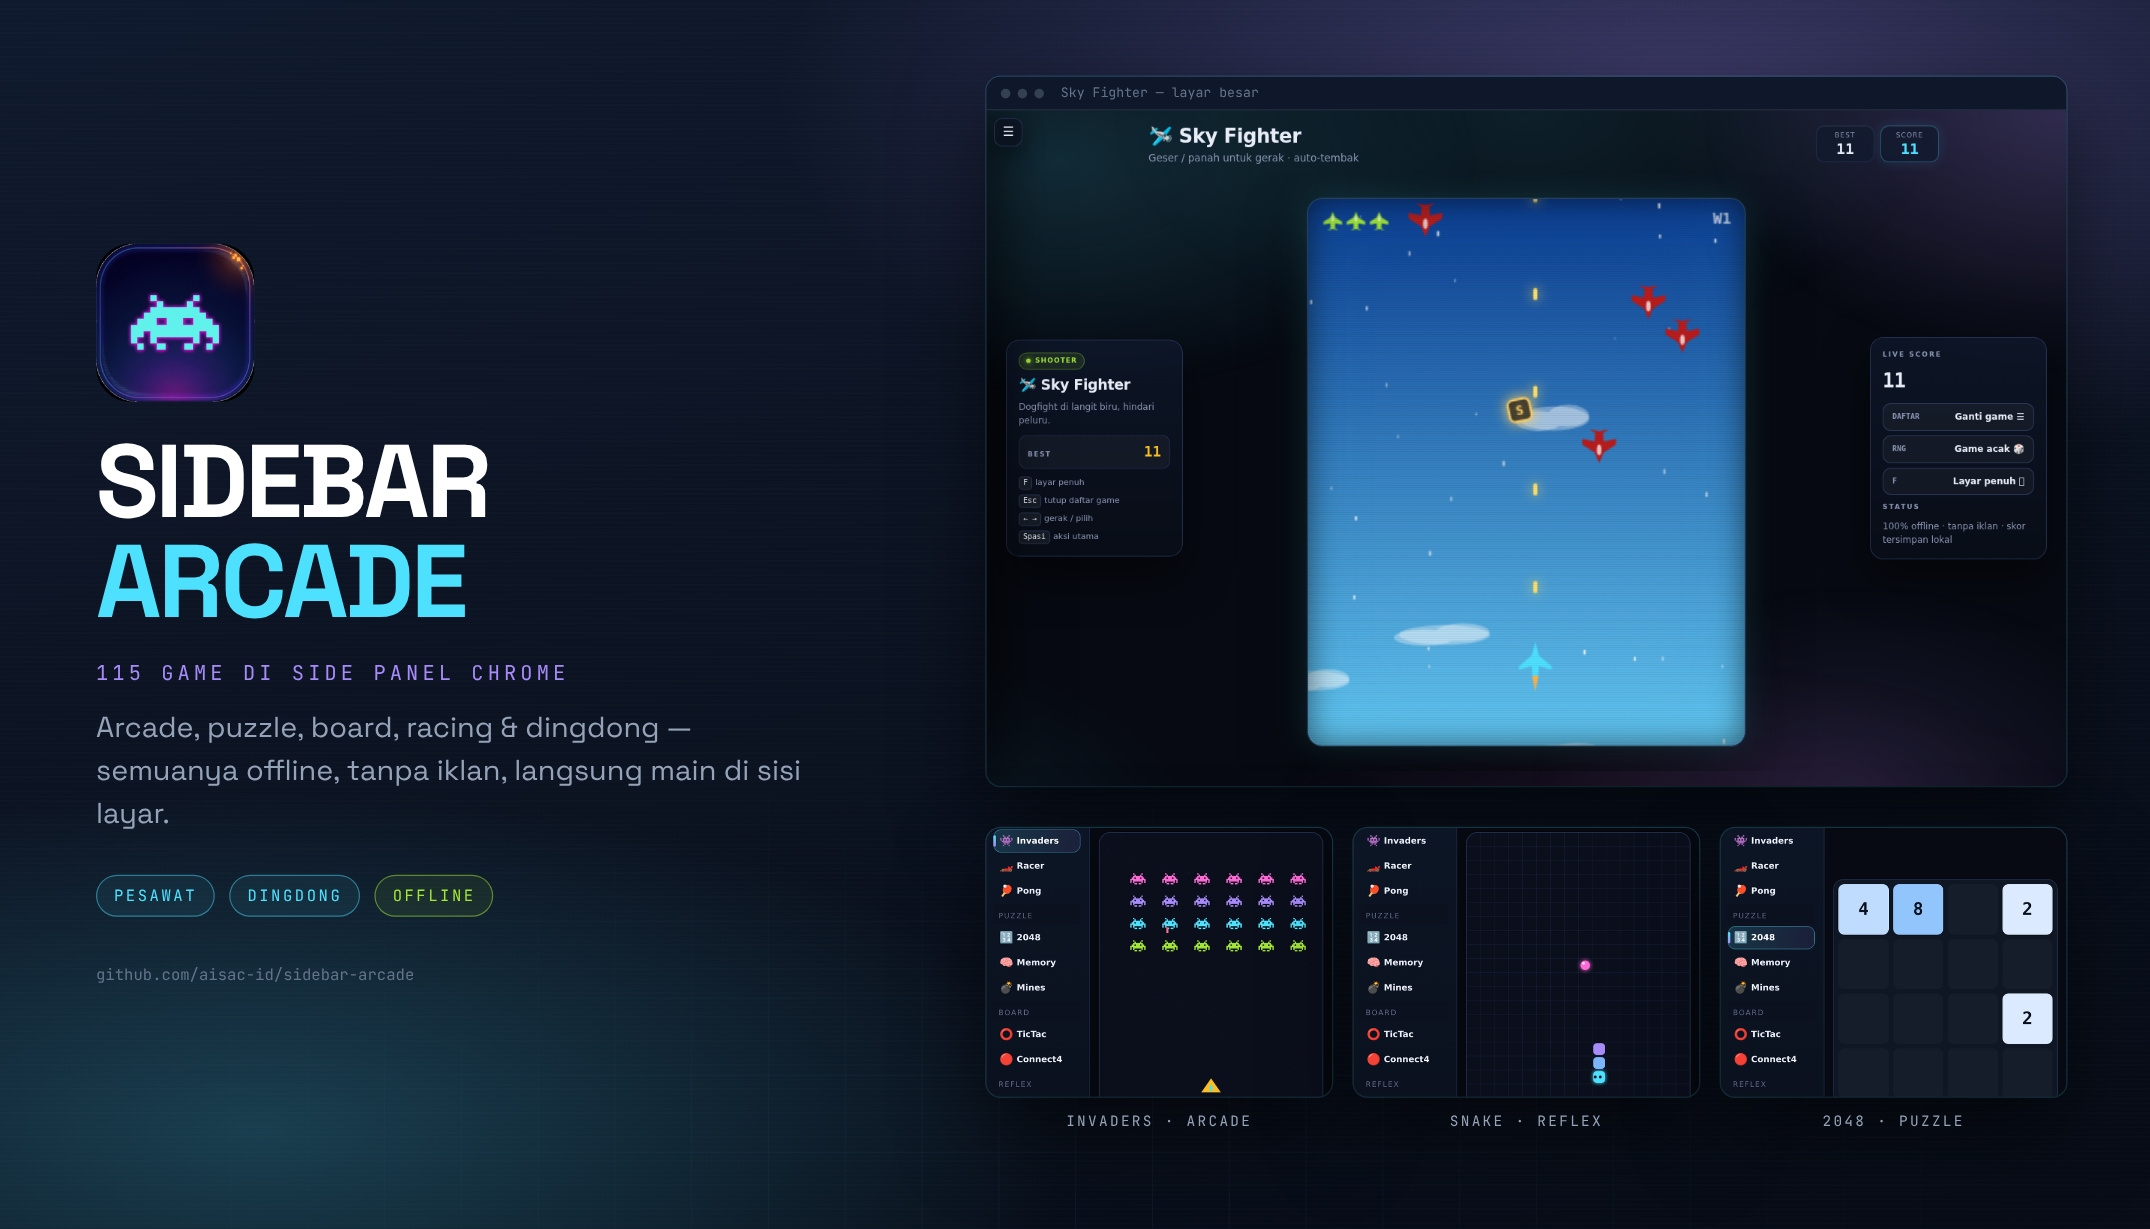 SIDEBAR
ARCADE
115 GAME DI SIDE PANEL CHROME
Arcade, puzzle, board, racing & dingdong —
semuanya offline, tanpa iklan, langsung main di sisi
layar.
PESAWAT
DINGDONG
OFFLINE
github.com/aisac-id/sidebar-arcade
Sky Fighter — layar besar
☰
Sky Fighter
Geser / panah untuk gerak · auto-tembak
BEST
11
SCORE
11
W1
S
SHOOTER
Sky Fighter
Dogfight di langit biru, hindari
peluru.
BEST 11
F layar penuh
Esc tutup daftar game
← → gerak / pilih
Spasi aksi utama
LIVE SCORE
11
DAFTAR Ganti game ☰
RNG Game acak
F Layar penuh
STATUS
100% offline · tanpa iklan · skor
tersimpan lokal
Invaders
Racer
Pong
PUZZLE
2048
Memory
Mines
BOARD
TicTac
Connect4
REFLEX
INVADERS · ARCADE
Invaders
Racer
Pong
PUZZLE
2048
Memory
Mines
BOARD
TicTac
Connect4
REFLEX
SNAKE · REFLEX
Invaders
Racer
Pong
PUZZLE
2048
Memory
Mines
BOARD
TicTac
Connect4
REFLEX
4 8 2
2
2048 · PUZZLE